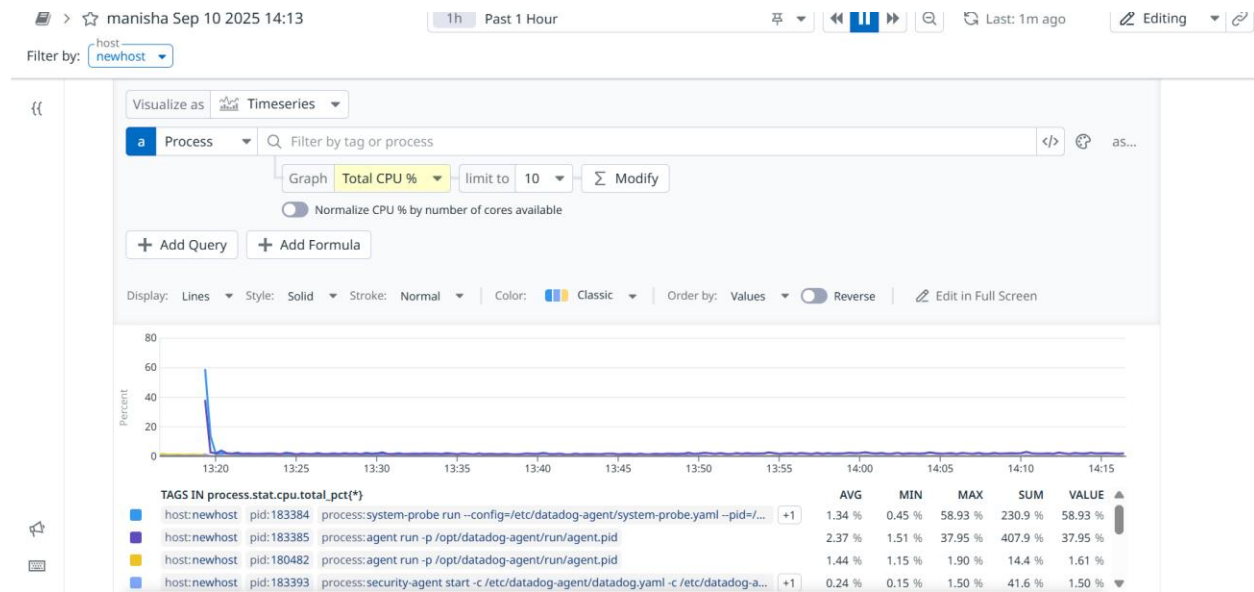 manisha Sep 10 2025 14:13 1h Past 1 Hour Last: 1m ago Editing
host
Filter by: newhost
Visualize as Timeseries
a Process Filter by tag or process </> as...
Graph Total CPU % limit to 10 Σ Modify
Normalize CPU % by number of cores available
+ Add Query + Add Formula
Display: Lines Style: Solid Stroke: Normal Color: Classic Order by: Values Reverse Edit in Full Screen
80
60
40
20
0
Percent
13:20 13:25 13:30 13:35 13:40 13:45 13:50 13:55 14:00 14:05 14:10 14:15
TAGS IN process.stat.cpu.total_pct{*} AVG MIN MAX SUM VALUE
host:newhost pid:183384 process:system-probe run --config=/etc/datadog-agent/system-probe.yaml --pid=/... +1 1.34 % 0.45 % 58.93 % 230.9 % 58.93 %
host:newhost pid:183385 process:agent run -p /opt/datadog-agent/run/agent.pid 2.37 % 1.51 % 37.95 % 407.9 % 37.95 %
host:newhost pid:180482 process:agent run -p /opt/datadog-agent/run/agent.pid 1.44 % 1.15 % 1.90 % 14.4 % 1.61 %
host:newhost pid:183393 process:security-agent start -c /etc/datadog-agent/datadog.yaml -c /etc/datadog-a... +1 0.24 % 0.15 % 1.50 % 41.6 % 1.50 %